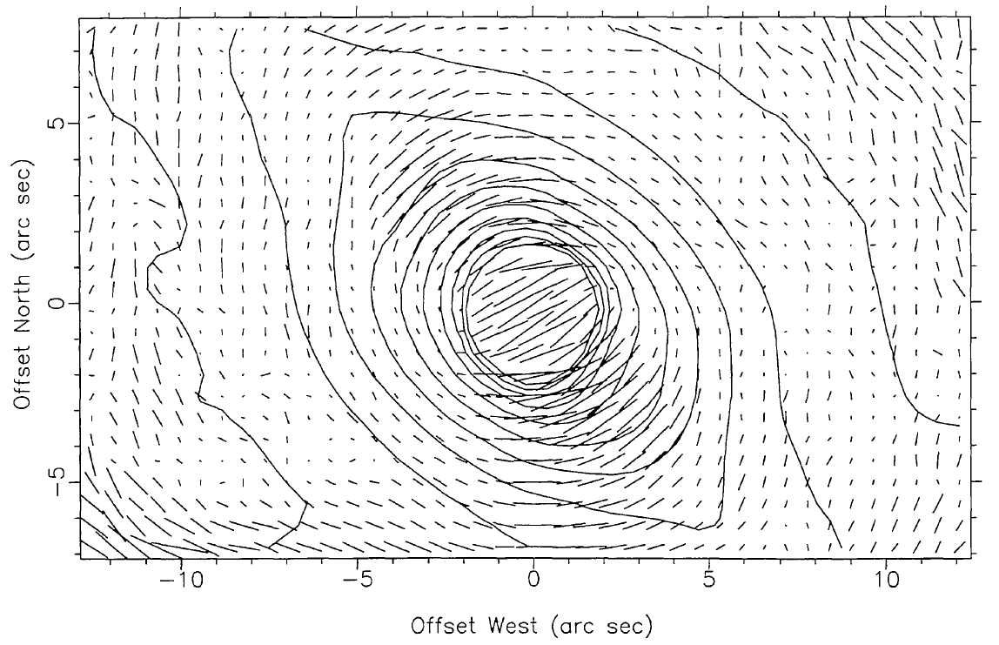 5
0
−5
Offset North (arc sec)
−10 −5 0 5 10
Offset West (arc sec)